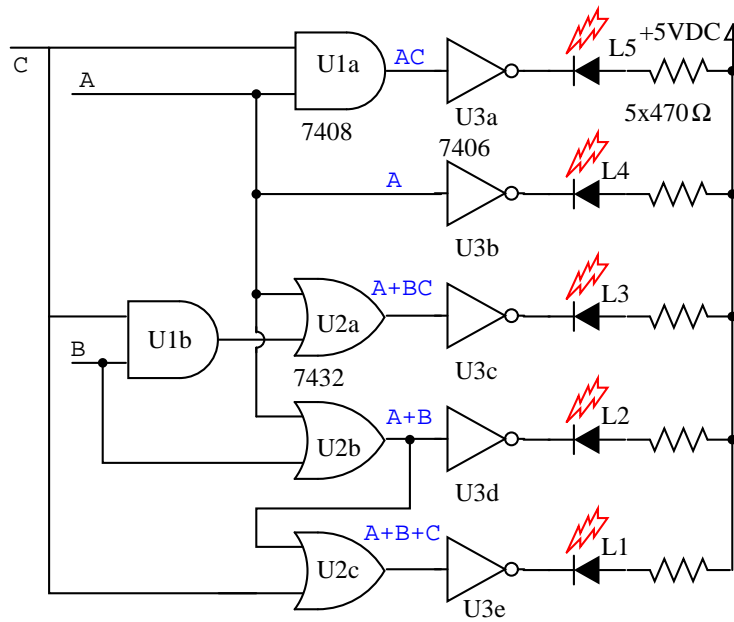 +5VDC
L5
AC
C
U1a
A
U3a
5x470Ω
7408
7406
L4
A
U3b
A+BC
L3
U2a
U1b
B
U3c
7432
A+B
L2
U2b
U3d
A+B+C
L1
U2c
U3e